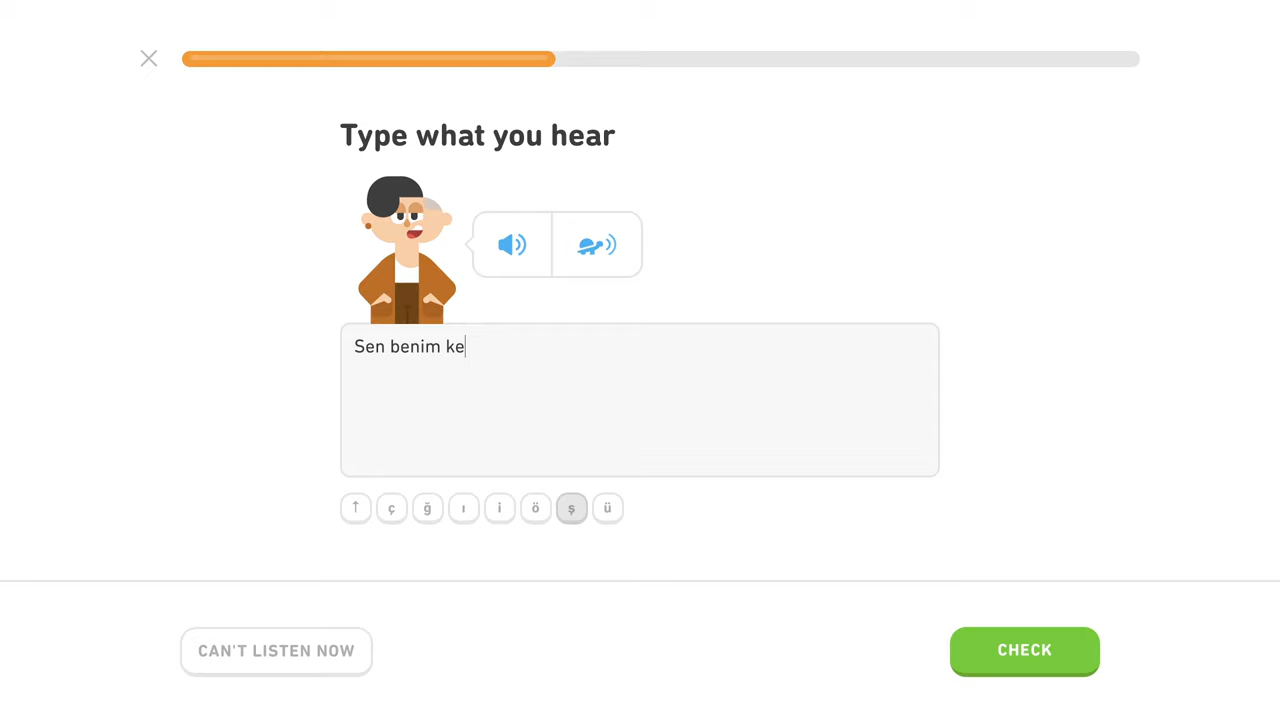 Type what you hear
Sen benim ke
↑ ç ğ ı i ö ş ü
CAN'T LISTEN NOW
CHECK